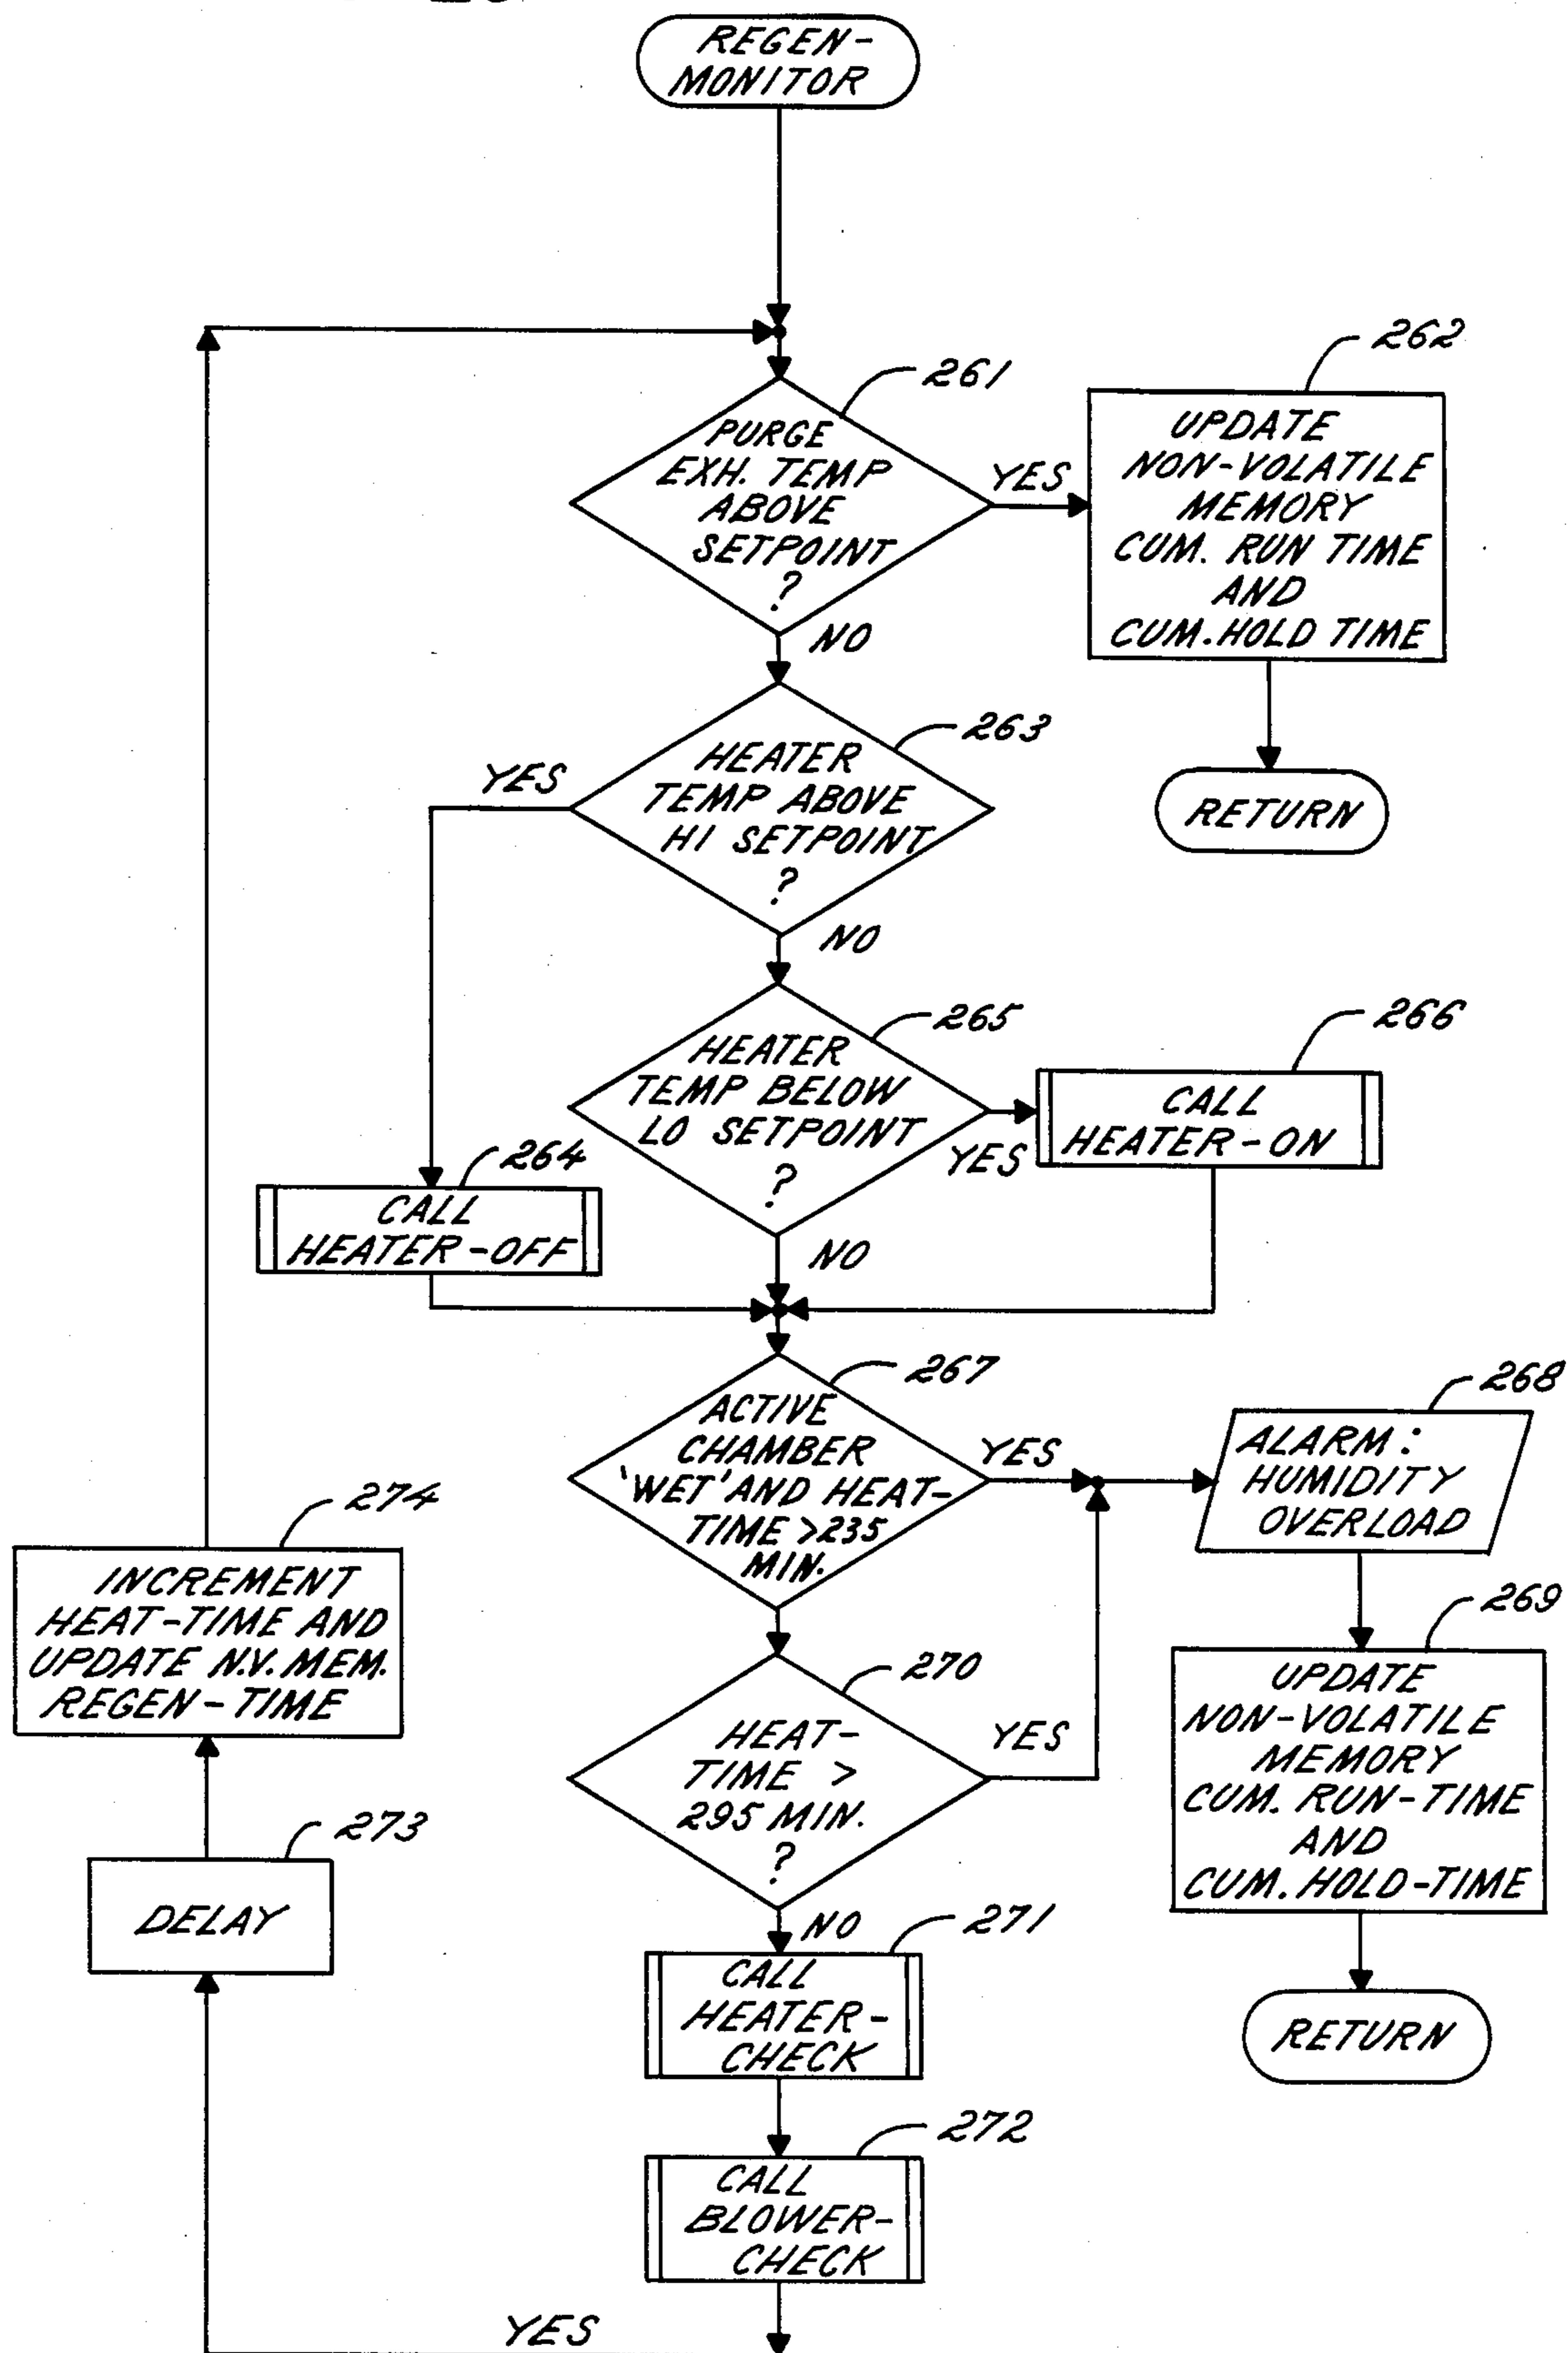 REGEN-
MONITOR
261
PURGE
EXH. TEMP
ABOVE
SETPOINT
?
YES
NO
262
UPDATE
NON-VOLATILE
MEMORY
CUM. RUN TIME
AND
CUM. HOLD TIME
RETURN
263
HEATER
TEMP ABOVE
HI SETPOINT
?
YES
NO
264
CALL
HEATER-OFF
265
HEATER
TEMP BELOW
LO SETPOINT
?
YES
NO
266
CALL
HEATER-ON
267
ACTIVE
CHAMBER
'WET' AND HEAT-
TIME >235
MIN.
YES
268
ALARM:
HUMIDITY
OVERLOAD
269
UPDATE
NON-VOLATILE
MEMORY
CUM. RUN-TIME
AND
CUM. HOLD-TIME
RETURN
270
HEAT-
TIME >
295 MIN.
?
YES
NO
271
CALL
HEATER-
CHECK
272
CALL
BLOWER-
CHECK
YES
273
DELAY
274
INCREMENT
HEAT-TIME AND
UPDATE N.V. MEM.
REGEN-TIME